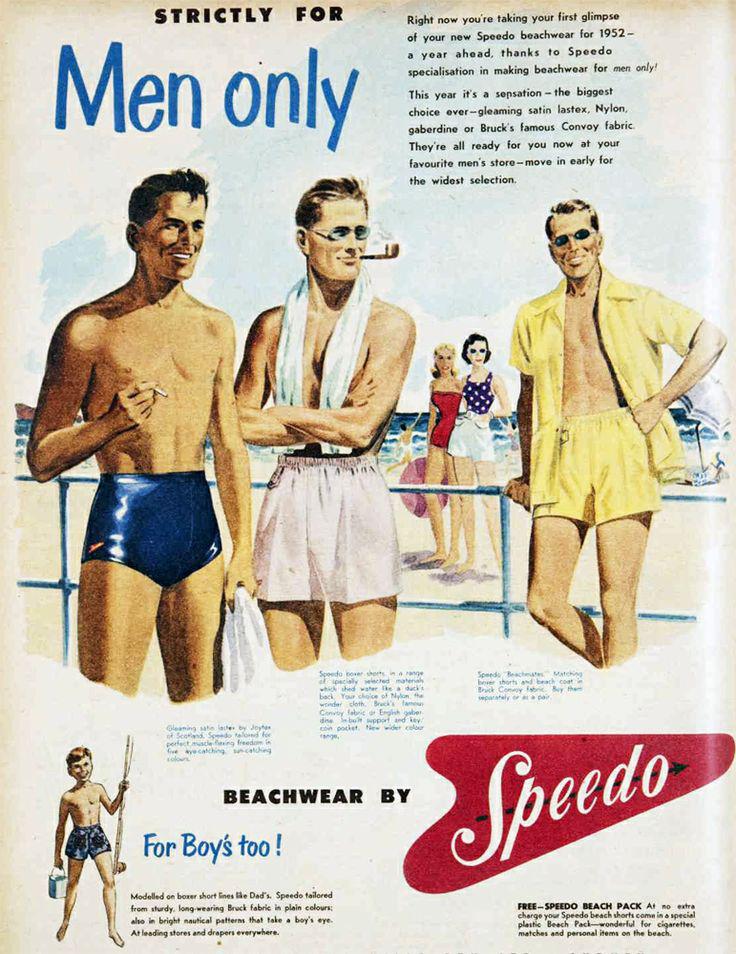 STRICTLY FOR
Men only
Right now you're taking your first glimpse
of your new Speedo beachwear for 1952—
a year ahead, thanks to Speedo
specialisation in making beachwear for men only!
This year it's a sensation—the biggest
choice ever—gleaming satin lastex, Nylon,
gaberdine or Bruck's famous Convoy fabric.
They're all ready for you now at your
favourite men's store—move in early for
the widest selection.
Speedo boxer shorts, in a range
of specially selected materials
which shed water like a duck's
back. Your choice of Nylon, the
wonder cloth, Bruck's famous
Convoy fabric or English gaber-
dine. In-built support and key/
coin pocket. New wider colour
range.
Speedo "Beachmates." Matching
boxer shorts and beach coat in
Bruck Convoy fabric. Buy them
separately or as a pair.
Gleaming satin lastex by Joytex
of Scotland. Speedo tailored for
perfect muscle-flexing freedom in
five eye-catching, sun-catching
colours.
BEACHWEAR BY
Speedo
For Boy's too!
Modelled on boxer short lines like Dad's. Speedo tailored
from sturdy, long-wearing Bruck fabric in plain colours;
also in bright nautical patterns that take a boy's eye.
At leading stores and drapers everywhere.
FREE—SPEEDO BEACH PACK At no extra
charge your Speedo beach shorts come in a special
plastic Beach Pack—wonderful for cigarettes,
matches and personal items on the beach.